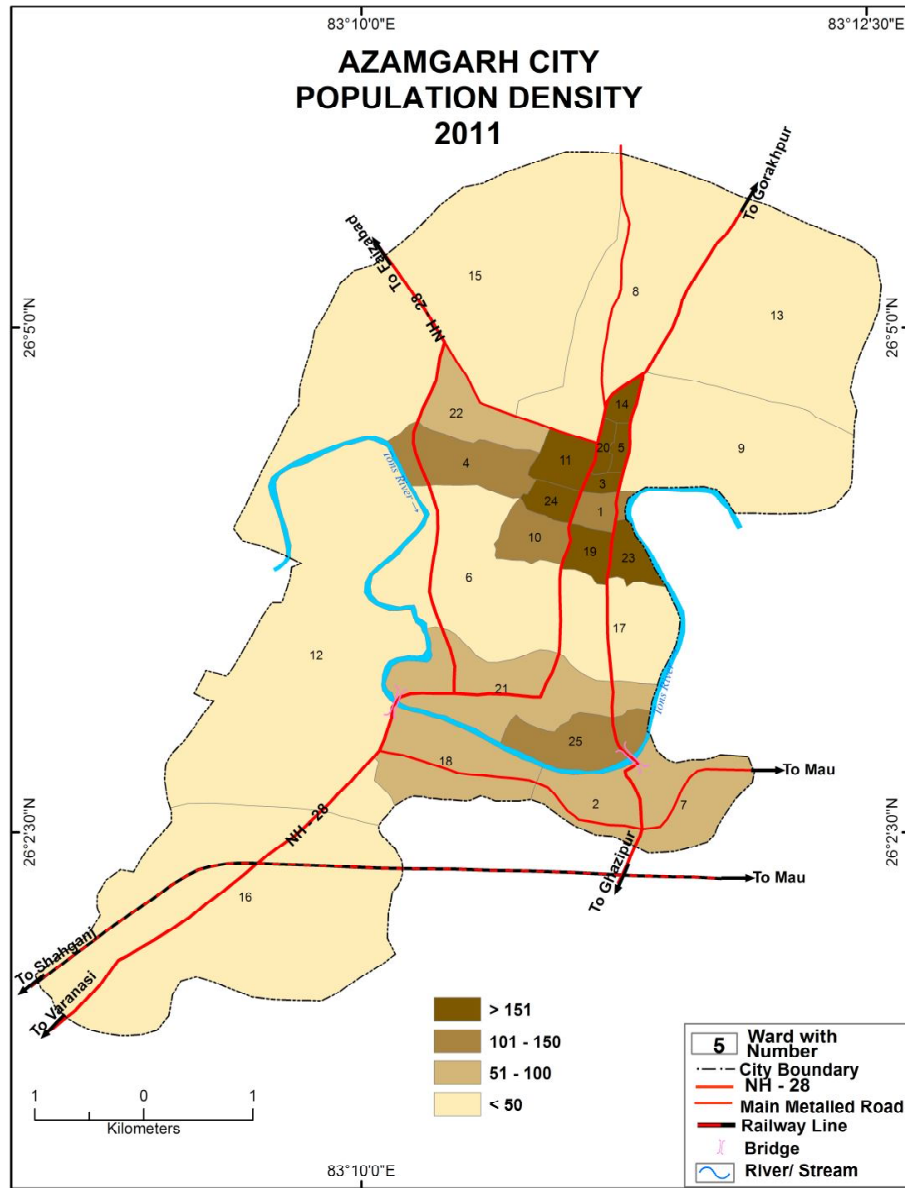 83°10'0"E
83°12'30"E
AZAMGARH CITY
POPULATION DENSITY
2011
To Gorakhpur
To Faizabad
NH - 28
26°5'0"N
26°5'0"N
15
8
13
22
14
4
11
20
5
9
3
24
1
10
19
23
Tons River →
6
17
12
21
Tons River
25
18
2
7
To Mau
26°2'30"N
26°2'30"N
NH - 28
To Ghazipur
To Mau
16
To Shahganj
To Varanasi
> 151
101 - 150
51 - 100
< 50
1 0 1
Kilometers
5 Ward with
Number
City Boundary
NH - 28
Main Metalled Road
Railway Line
Bridge
River/ Stream
83°10'0"E